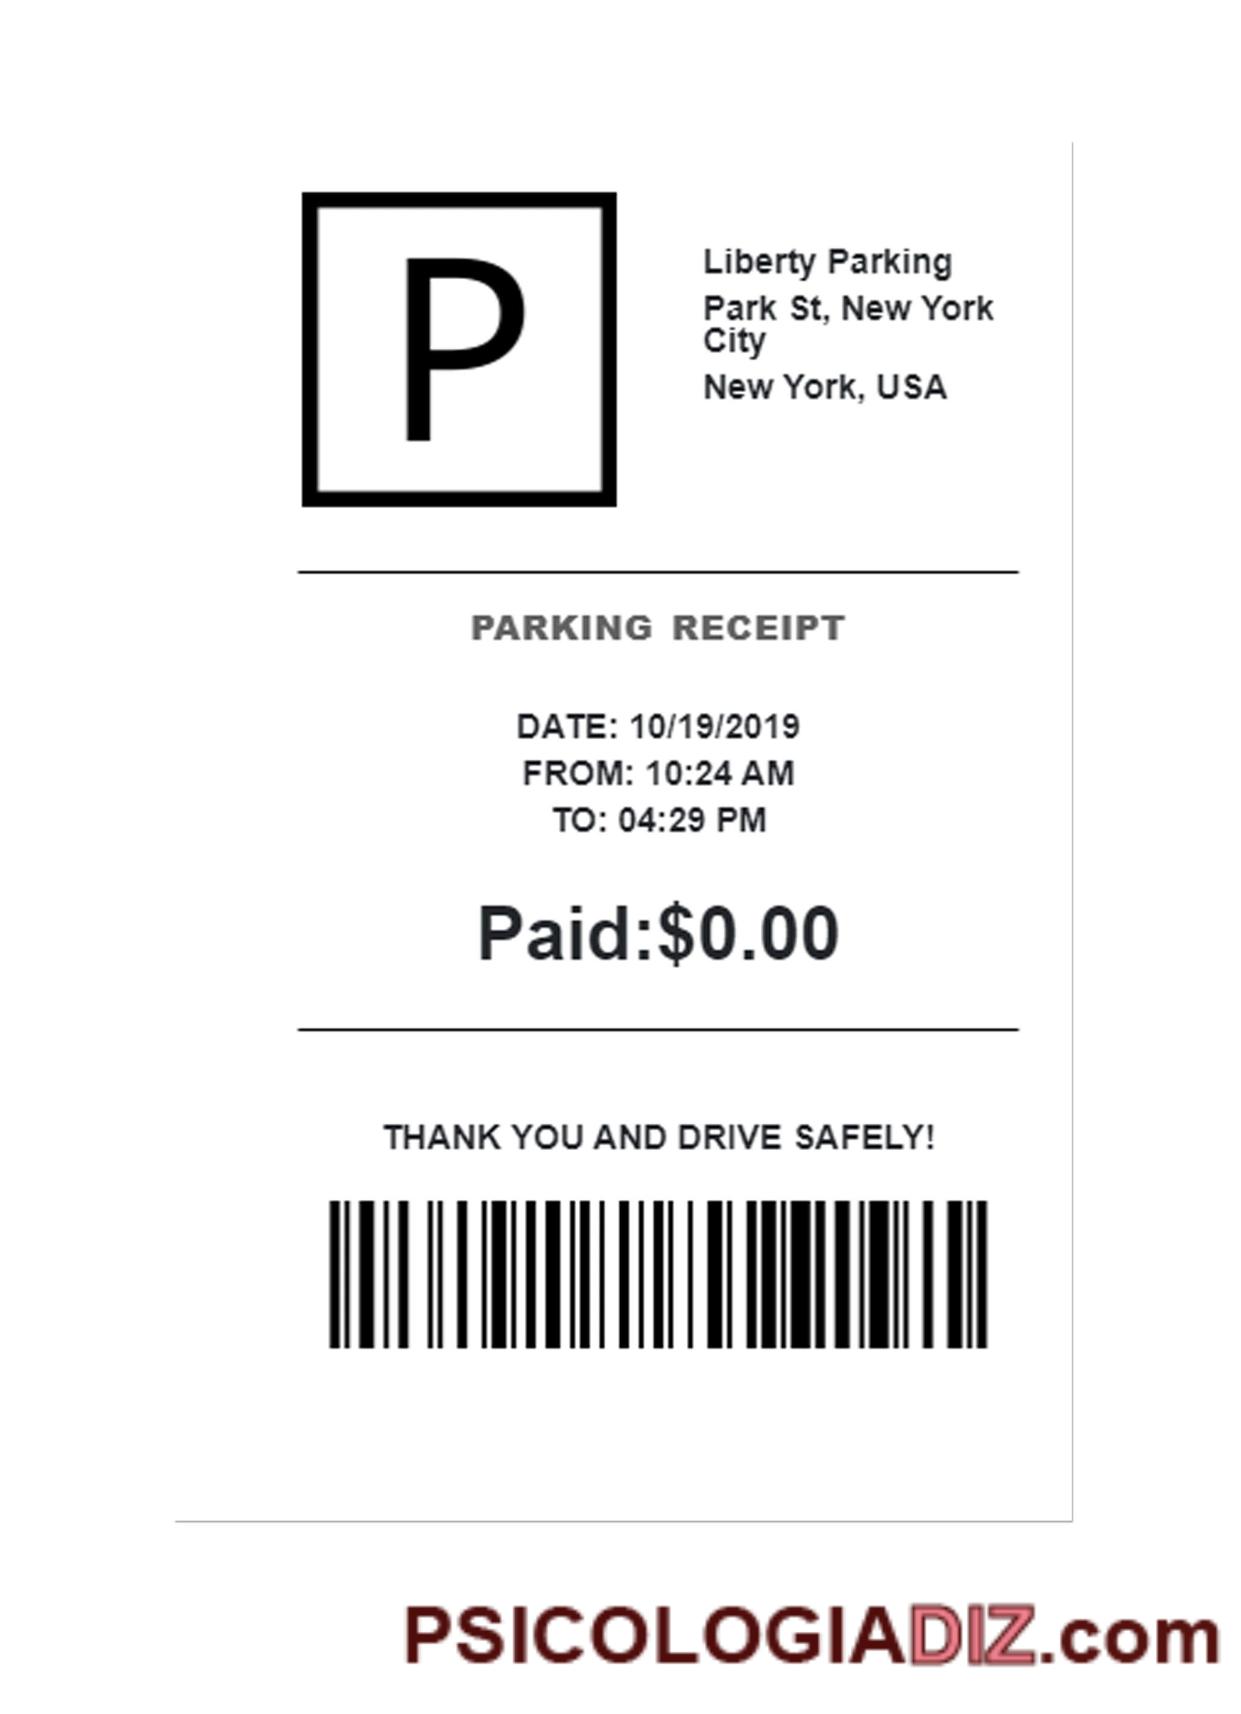 P
Liberty Parking
Park St, New York
City
New York, USA
PARKING RECEIPT
DATE: 10/19/2019
FROM: 10:24 AM
TO: 04:29 PM
Paid:$0.00
THANK YOU AND DRIVE SAFELY!
PSICOLOGIADIZ.com